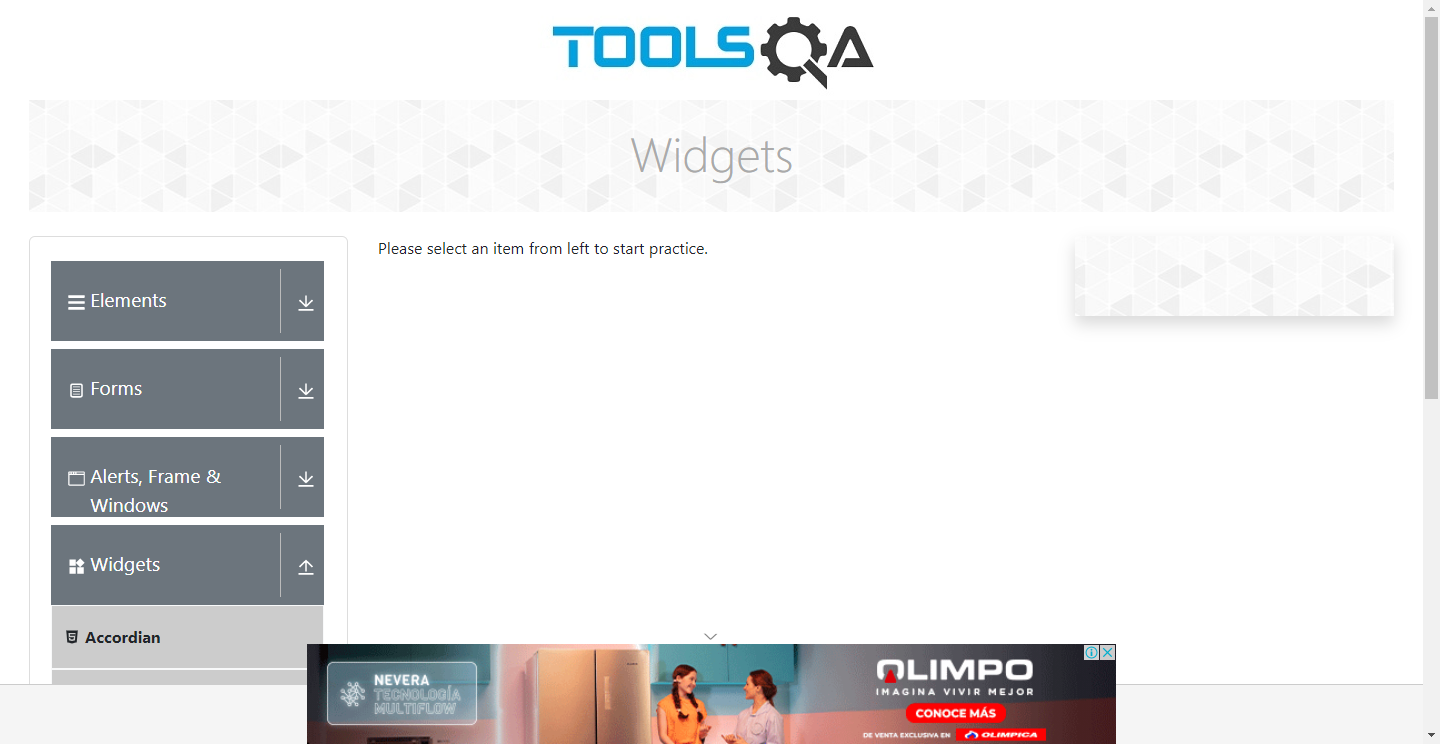 TOOLSQA
Widgets
Elements
Forms
Alerts, Frame &
Windows
Widgets
Accordian
Please select an item from left to start practice.
NEVERA
TECNOLOGÍA
MULTIFLOW
OLIMPO
IMAGINA VIVIR MEJOR
CONOCE MÁS
DE VENTA EXCLUSIVA EN OLIMPICA